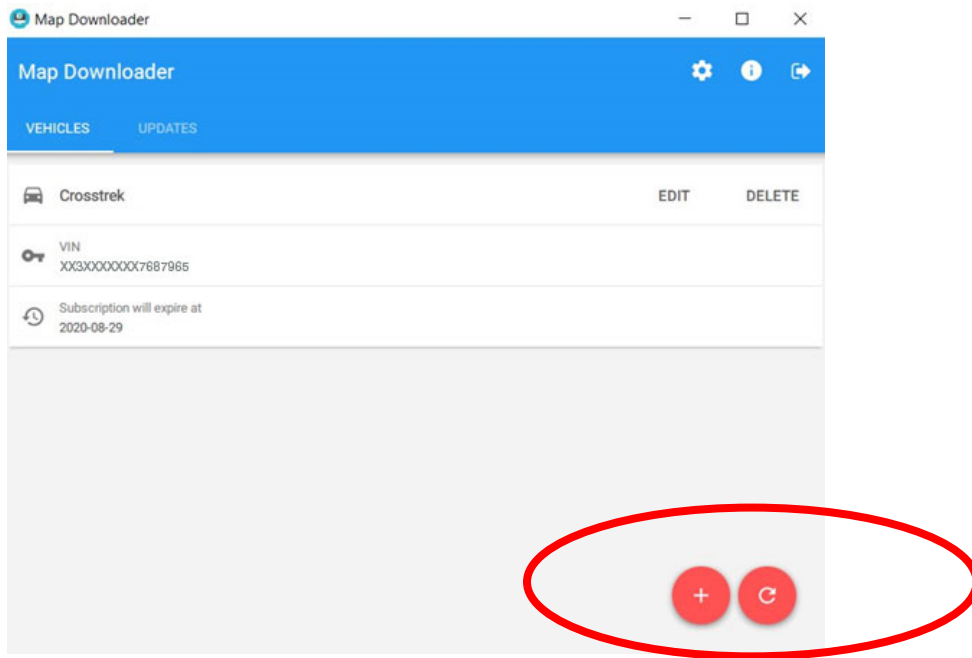 Map Downloader
Map Downloader
VEHICLES UPDATES
Crosstrek EDIT DELETE
VIN
XX3XXXXXXX7687965
Subscription will expire at
2020-08-29